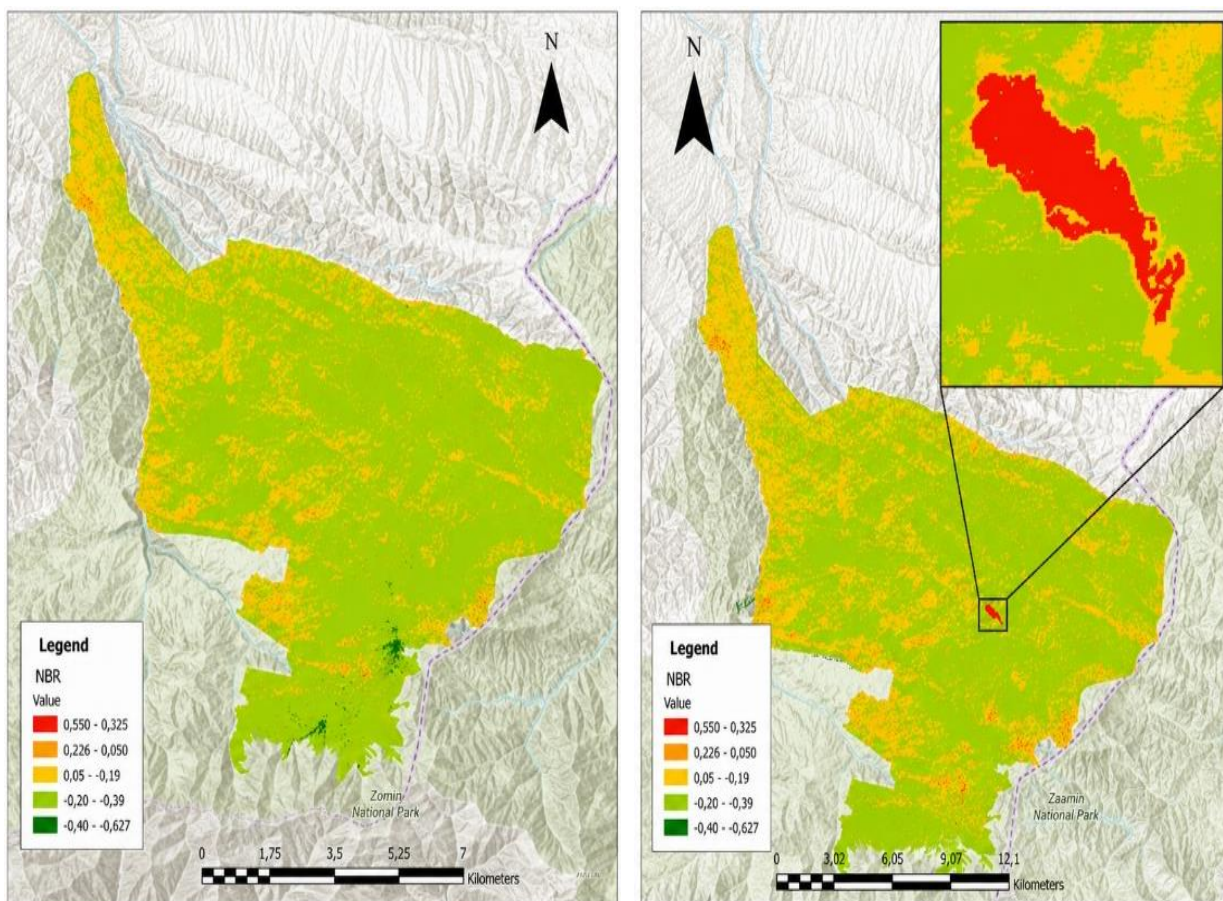 N
Legend
NBR
Value
0,550 - 0,325
0,226 - 0,050
0,05 - -0,19
-0,20 - -0,39
-0,40 - -0,627
Zomin
National Park
0 1,75 3,5 5,25 7
Kilometers
N
Legend
NBR
Value
0,550 - 0,325
0,226 - 0,050
0,05 - -0,19
-0,20 - -0,39
-0,40 - -0,627
Zaamin
National Park
0 3,02 6,05 9,07 12,1
Kilometers